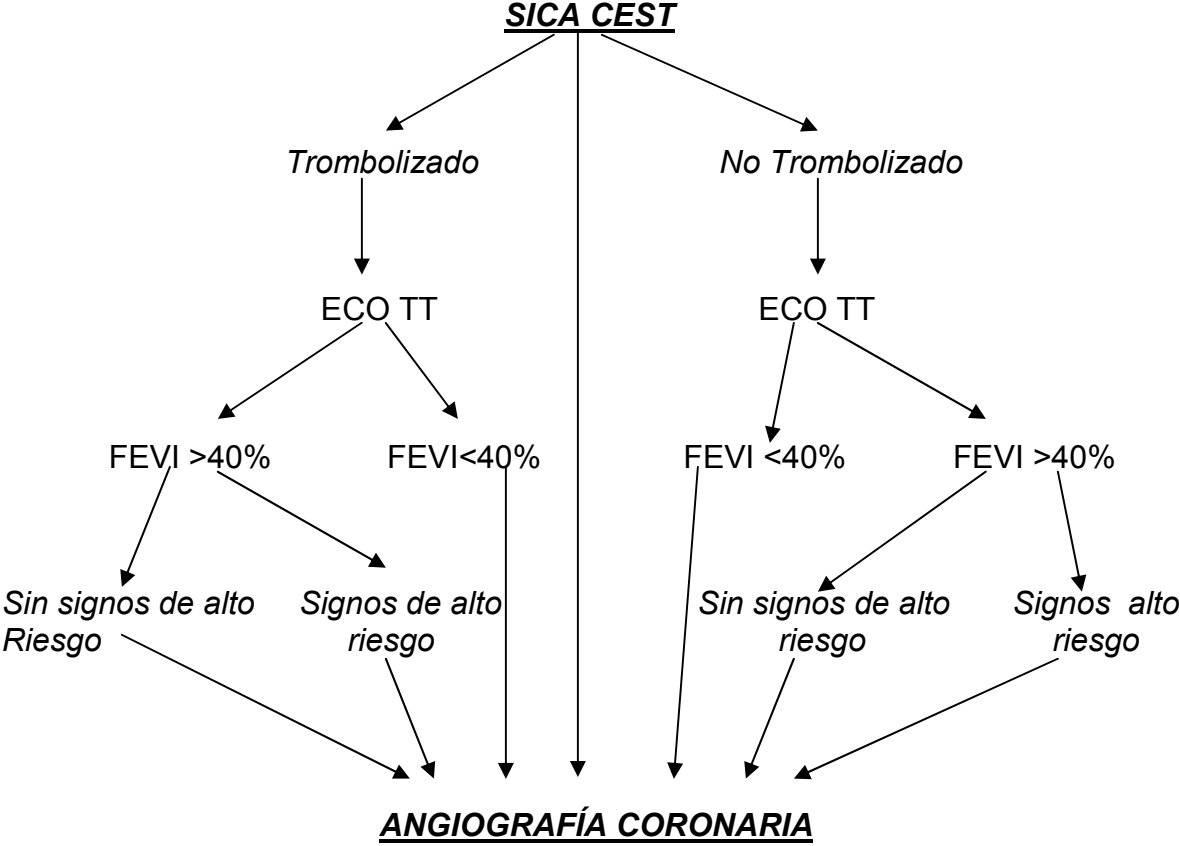 SICA CEST
Trombolizado
No Trombolizado
ECO TT
ECO TT
FEVI >40%
FEVI<40%
FEVI <40%
FEVI >40%
Sin signos de alto
Riesgo
Signos de alto
riesgo
Sin signos de alto
riesgo
Signos alto
riesgo
ANGIOGRAFÍA CORONARIA